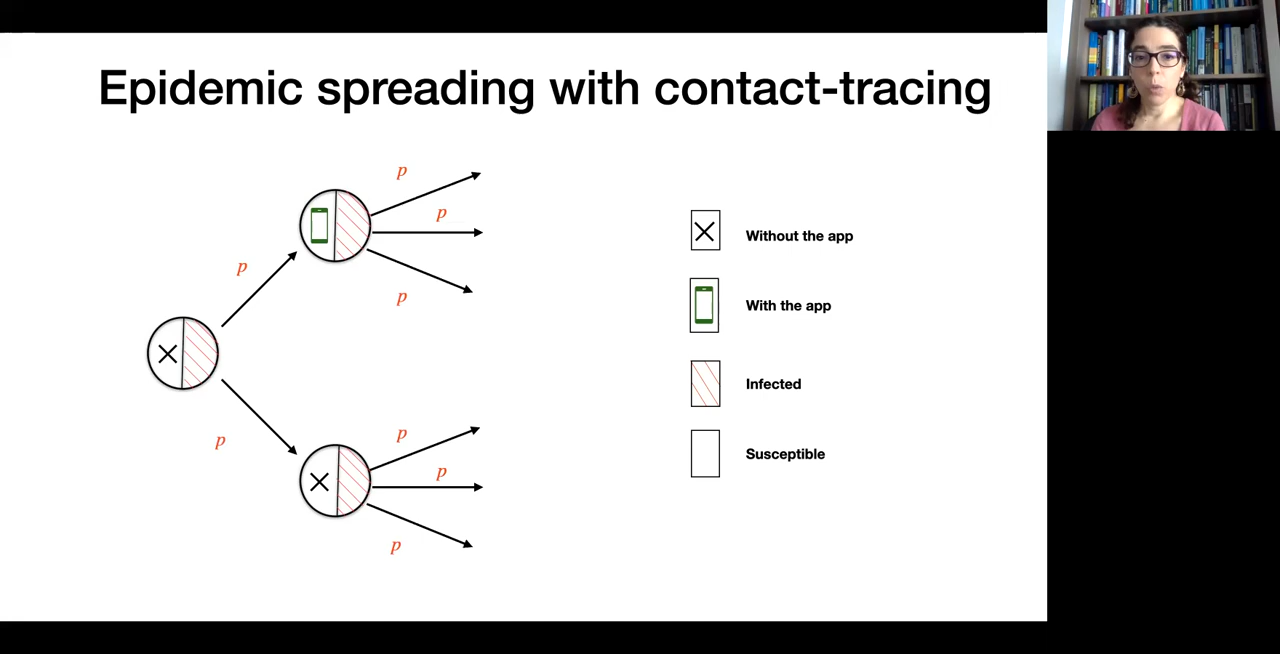 Epidemic spreading with contact-tracing
p
p
p
p
p
p
p
p
Without the app
With the app
Infected
Susceptible